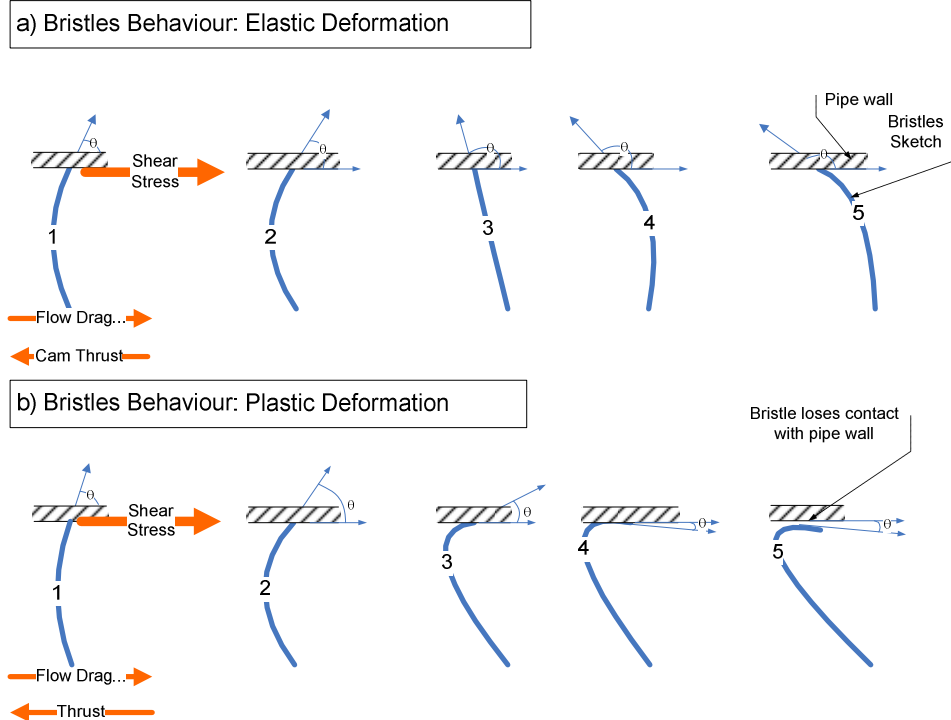 a) Bristles Behaviour: Elastic Deformation
Pipe wall
Bristles
Sketch
θ
θ
θ
θ
θ
Shear
Stress
1
2
3
4
5
Flow Drag...
Cam Thrust
b) Bristles Behaviour: Plastic Deformation
Bristle loses contact
with pipe wall
θ
θ
θ
θ
θ
Shear
Stress
1
2
3
4
5
Flow Drag...
Thrust